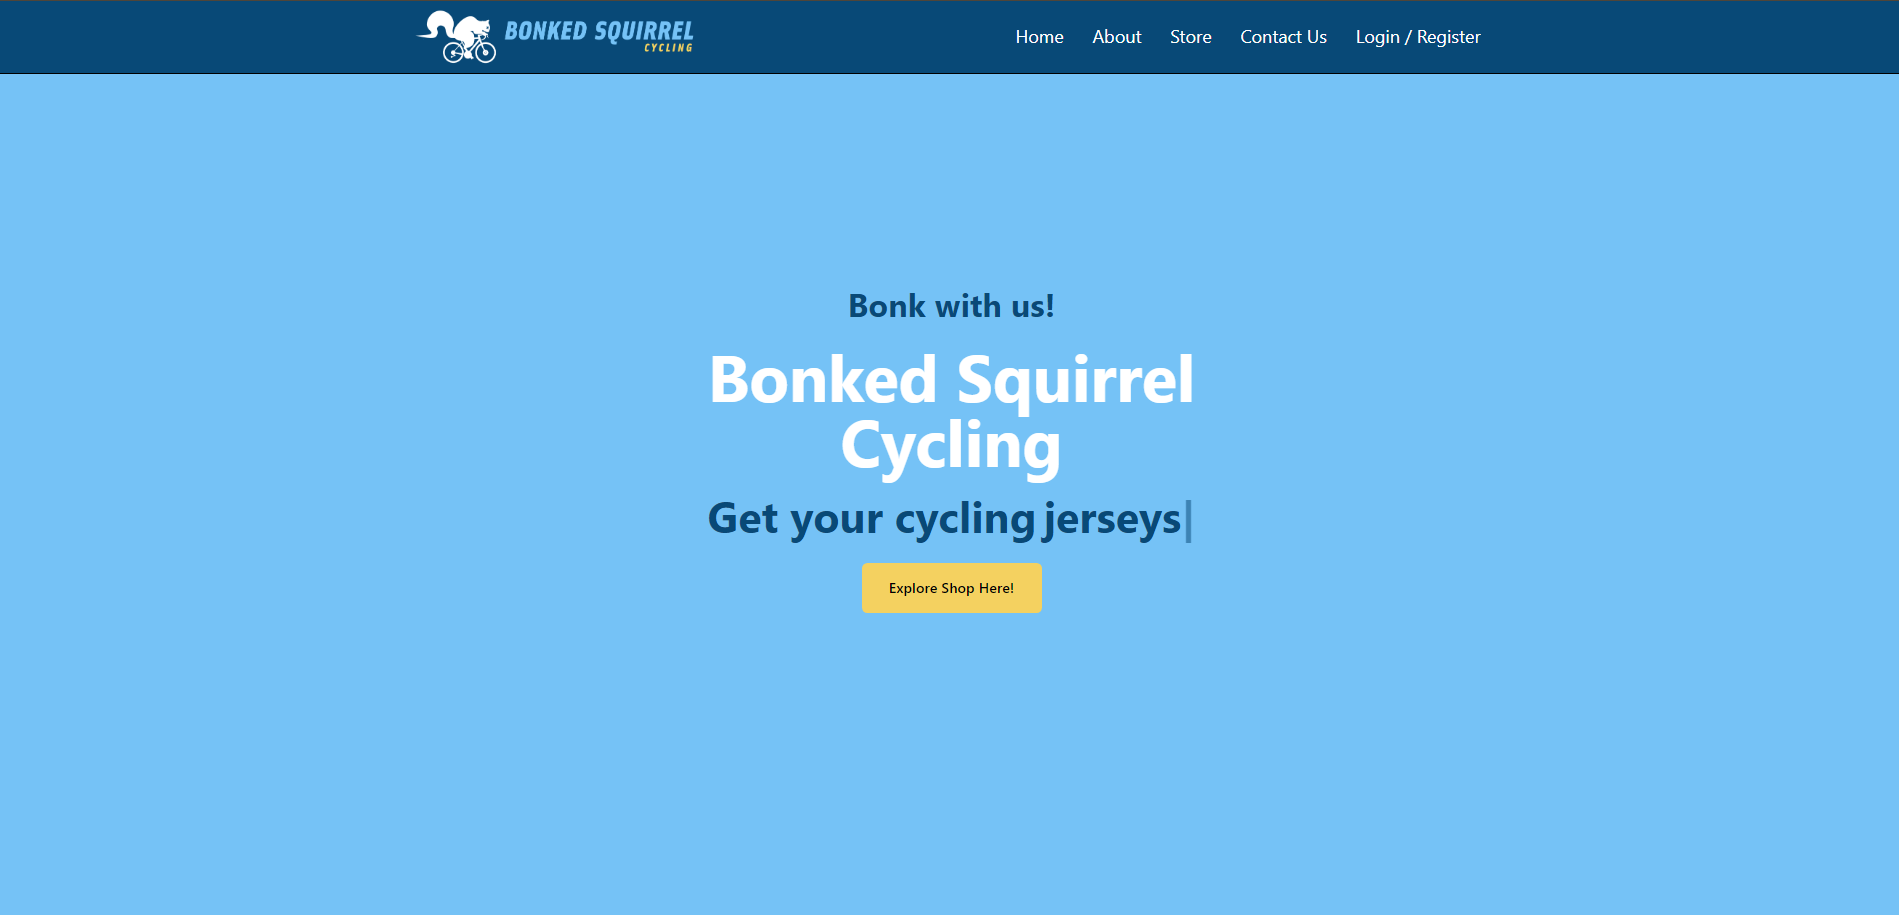 BONKED SQUIRREL
CYCLING
Home About Store Contact Us Login / Register
Bonk with us!
Bonked Squirrel
Cycling
Get your cycling jerseys|
Explore Shop Here!